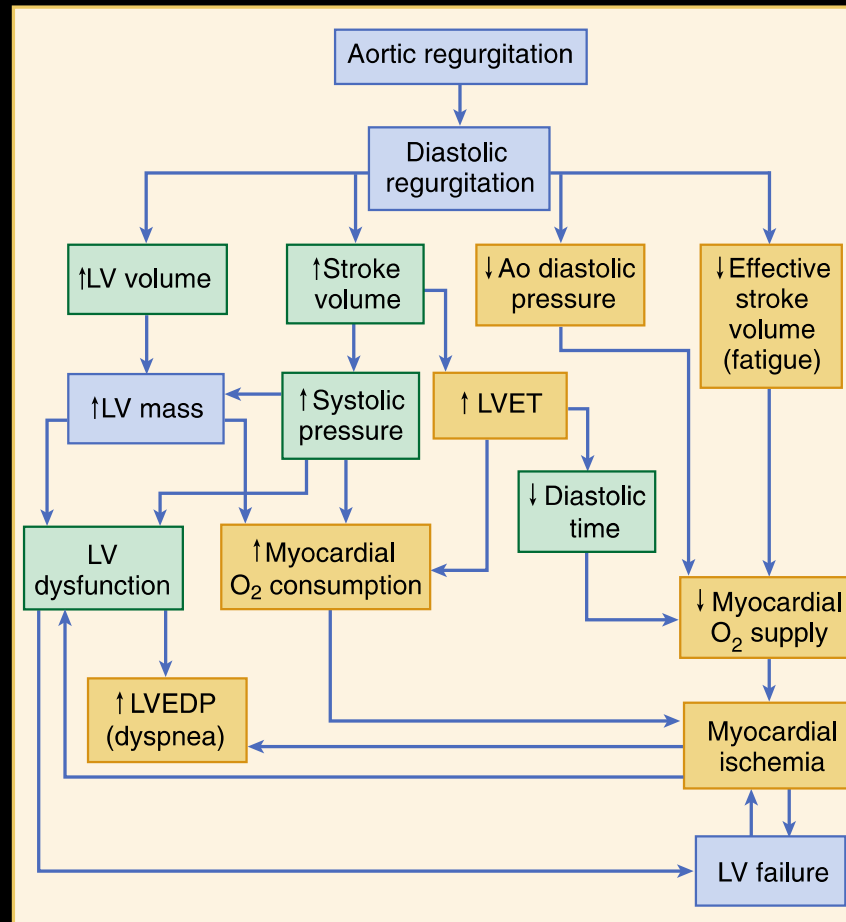 Aortic regurgitation
Diastolic
regurgitation
↑LV volume
↑Stroke
volume
↓Ao diastolic
pressure
↓Effective
stroke
volume
(fatigue)
↑LV mass
↑Systolic
pressure
↑ LVET
↓ Diastolic
time
LV
dysfunction
↑Myocardial
O₂ consumption
↓ Myocardial
O₂ supply
↑ LVEDP
(dyspnea)
Myocardial
ischemia
LV failure